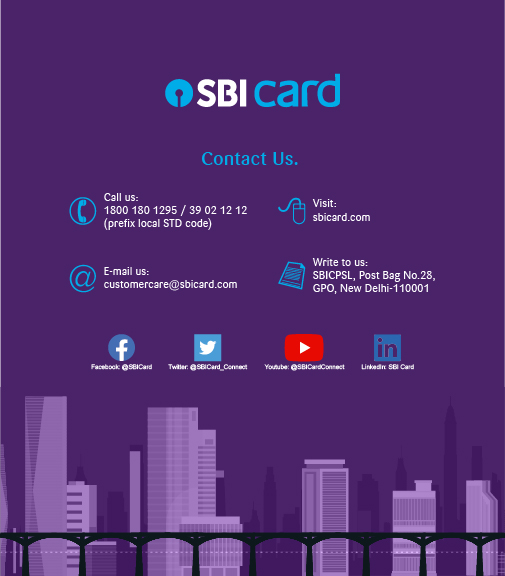 SBI card
Contact Us.
Call us:
1800 180 1295 / 39 02 12 12
(prefix local STD code)
Visit:
sbicard.com
E-mail us:
customercare@sbicard.com
Write to us:
SBICPSL, Post Bag No.28,
GPO, New Delhi-110001
Facebook: @SBICard
Twitter: @SBICard_Connect
Youtube: @SBICardConnect
LinkedIn: SBI Card